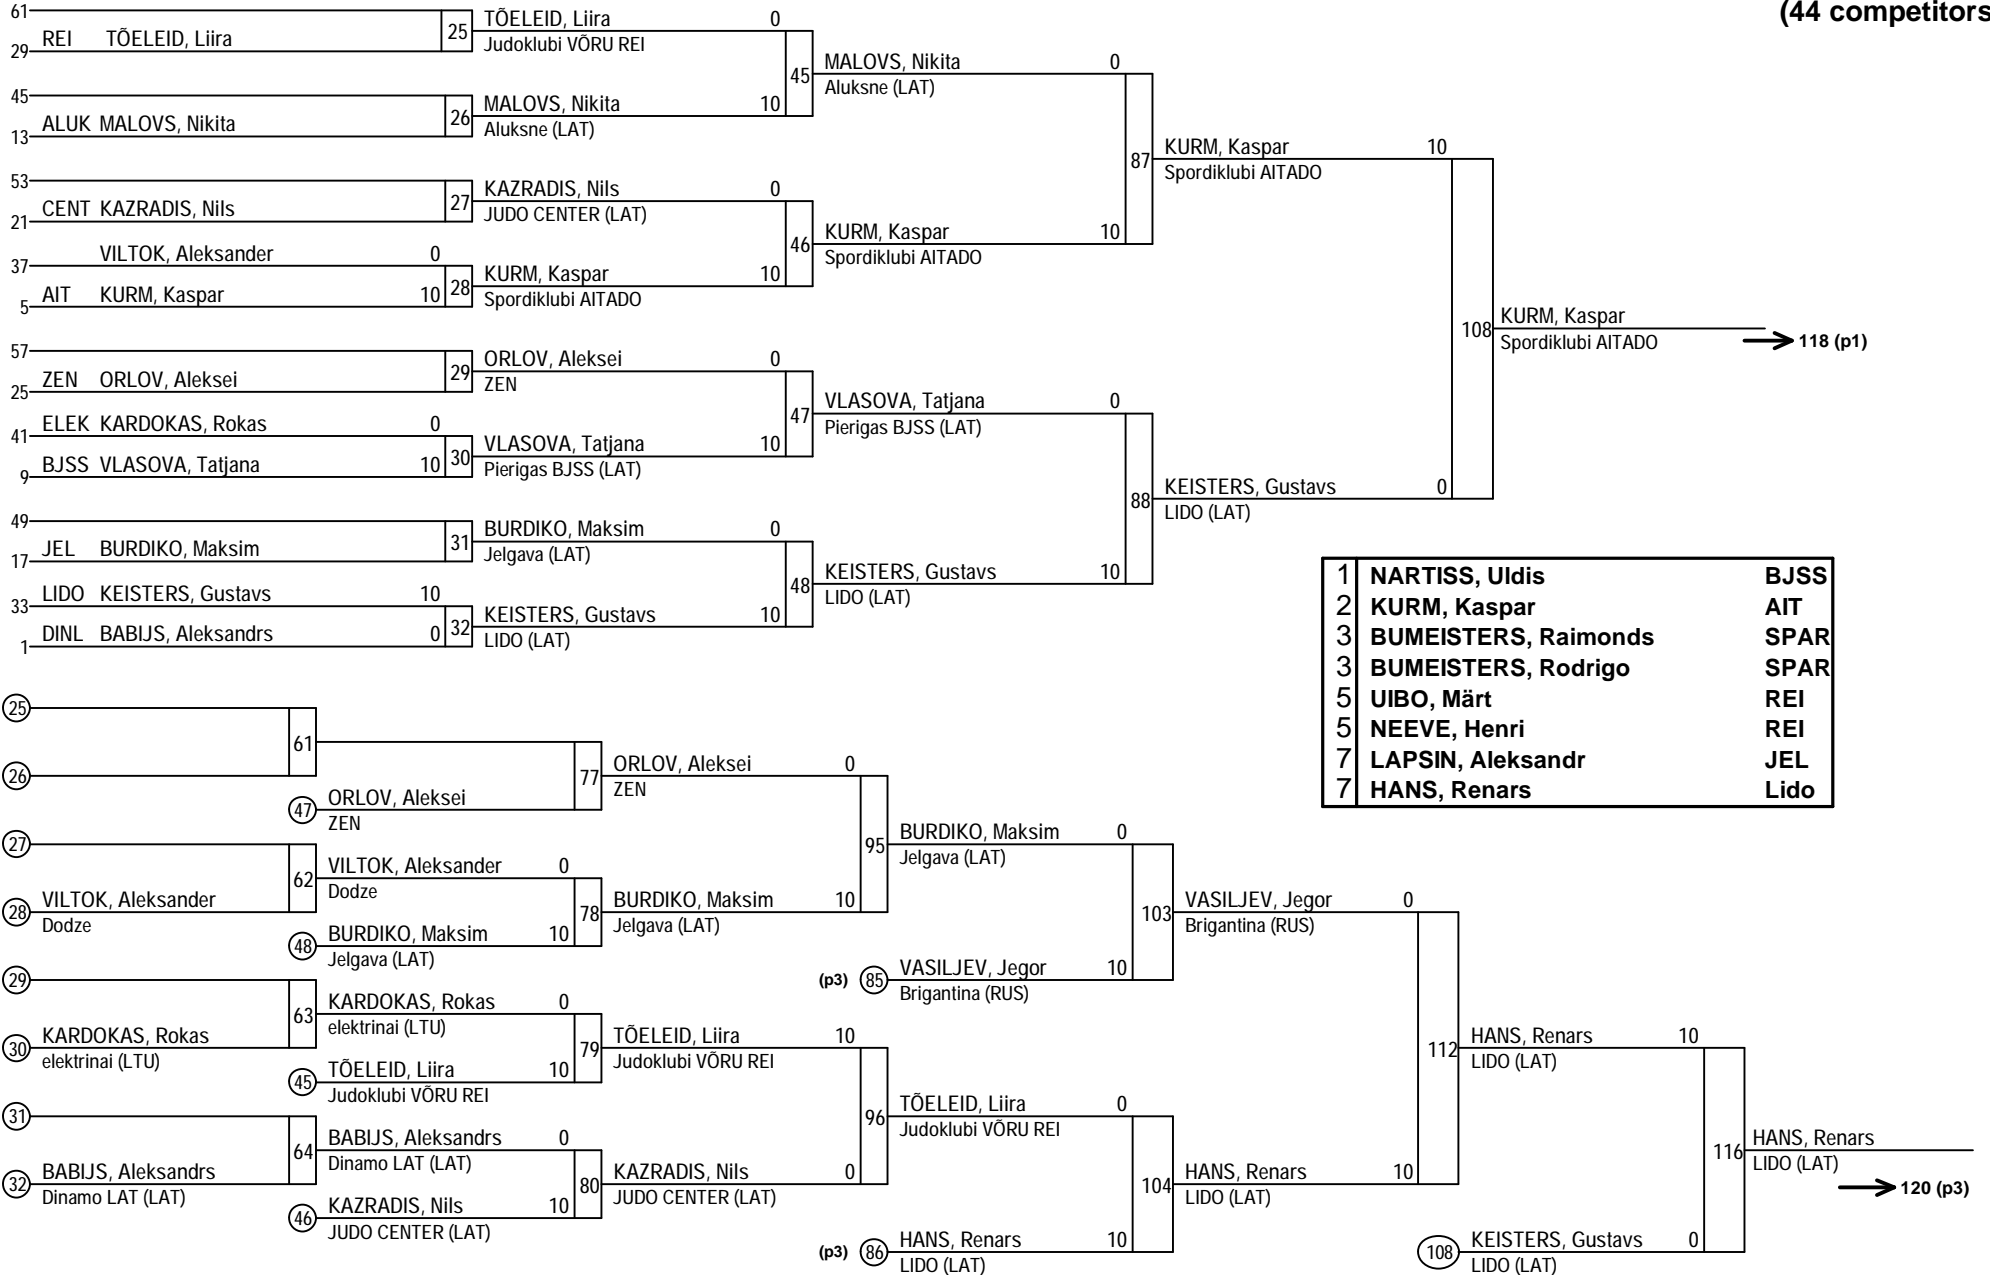 (44 competitors
61
REI TÕELEID, Liira
29
25
TÕELEID, Liira 0
Judoklubi VÕRU REI
45
ALUK MALOVS, Nikita
13
26
MALOVS, Nikita 10
Aluksne (LAT)
45
MALOVS, Nikita 0
Aluksne (LAT)
53
CENT KAZRADIS, Nils
21
27
KAZRADIS, Nils 0
JUDO CENTER (LAT)
VILTOK, Aleksander 0
37
AIT KURM, Kaspar 10
5
28
KURM, Kaspar 10
Spordiklubi AITADO
46
KURM, Kaspar 10
Spordiklubi AITADO
87
KURM, Kaspar 10
Spordiklubi AITADO
57
ZEN ORLOV, Aleksei
25
29
ORLOV, Aleksei 0
ZEN
ELEK KARDOKAS, Rokas 0
41
BJSS VLASOVA, Tatjana 10
9
30
VLASOVA, Tatjana 10
Pierigas BJSS (LAT)
47
VLASOVA, Tatjana 0
Pierigas BJSS (LAT)
49
JEL BURDIKO, Maksim
17
31
BURDIKO, Maksim 0
Jelgava (LAT)
LIDO KEISTERS, Gustavs 10
33
DINL BABIJS, Aleksandrs 0
1
32
KEISTERS, Gustavs 10
LIDO (LAT)
48
KEISTERS, Gustavs 10
LIDO (LAT)
88
KEISTERS, Gustavs 0
LIDO (LAT)
108
KURM, Kaspar
Spordiklubi AITADO
118 (p1)
1 NARTISS, Uldis BJSS
2 KURM, Kaspar AIT
3 BUMEISTERS, Raimonds SPAR
3 BUMEISTERS, Rodrigo SPAR
5 UIBO, Märt REI
5 NEEVE, Henri REI
7 LAPSIN, Aleksandr JEL
7 HANS, Renars Lido
25
61
26
47
ORLOV, Aleksei
ZEN
77
ORLOV, Aleksei 0
ZEN
27
28
VILTOK, Aleksander
Dodze
62
VILTOK, Aleksander 0
Dodze
48
BURDIKO, Maksim 10
Jelgava (LAT)
78
BURDIKO, Maksim 10
Jelgava (LAT)
95
BURDIKO, Maksim 0
Jelgava (LAT)
(p3) 85
VASILJEV, Jegor 10
Brigantina (RUS)
103
VASILJEV, Jegor 0
Brigantina (RUS)
29
30
KARDOKAS, Rokas
elektrinai (LTU)
63
KARDOKAS, Rokas 0
elektrinai (LTU)
45
TÕELEID, Liira 10
Judoklubi VÕRU REI
79
TÕELEID, Liira 10
Judoklubi VÕRU REI
31
32
BABIJS, Aleksandrs
Dinamo LAT (LAT)
64
BABIJS, Aleksandrs 0
Dinamo LAT (LAT)
46
KAZRADIS, Nils 10
JUDO CENTER (LAT)
80
KAZRADIS, Nils 0
JUDO CENTER (LAT)
96
TÕELEID, Liira 0
Judoklubi VÕRU REI
(p3) 86
HANS, Renars 10
LIDO (LAT)
104
HANS, Renars 10
LIDO (LAT)
112
HANS, Renars 10
LIDO (LAT)
108
KEISTERS, Gustavs 0
LIDO (LAT)
116
HANS, Renars
LIDO (LAT)
120 (p3)